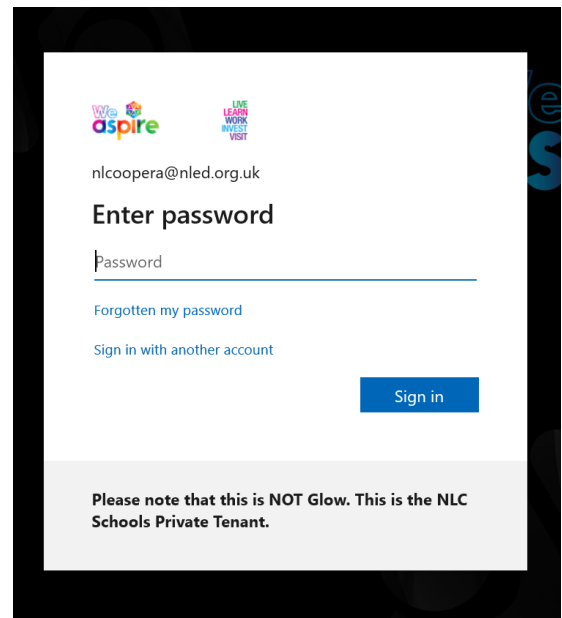 We
aspire
LIVE
LEARN
WORK
INVEST
VISIT
nlcoopera@nled.org.uk
Enter password
Password
Forgotten my password
Sign in with another account
Sign in
Please note that this is NOT Glow. This is the NLC
Schools Private Tenant.